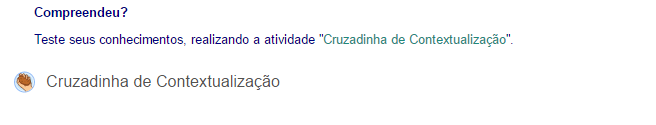 Compreendeu?
Teste seus conhecimentos, realizando a atividade "Cruzadinha de Contextualização".
Cruzadinha de Contextualização